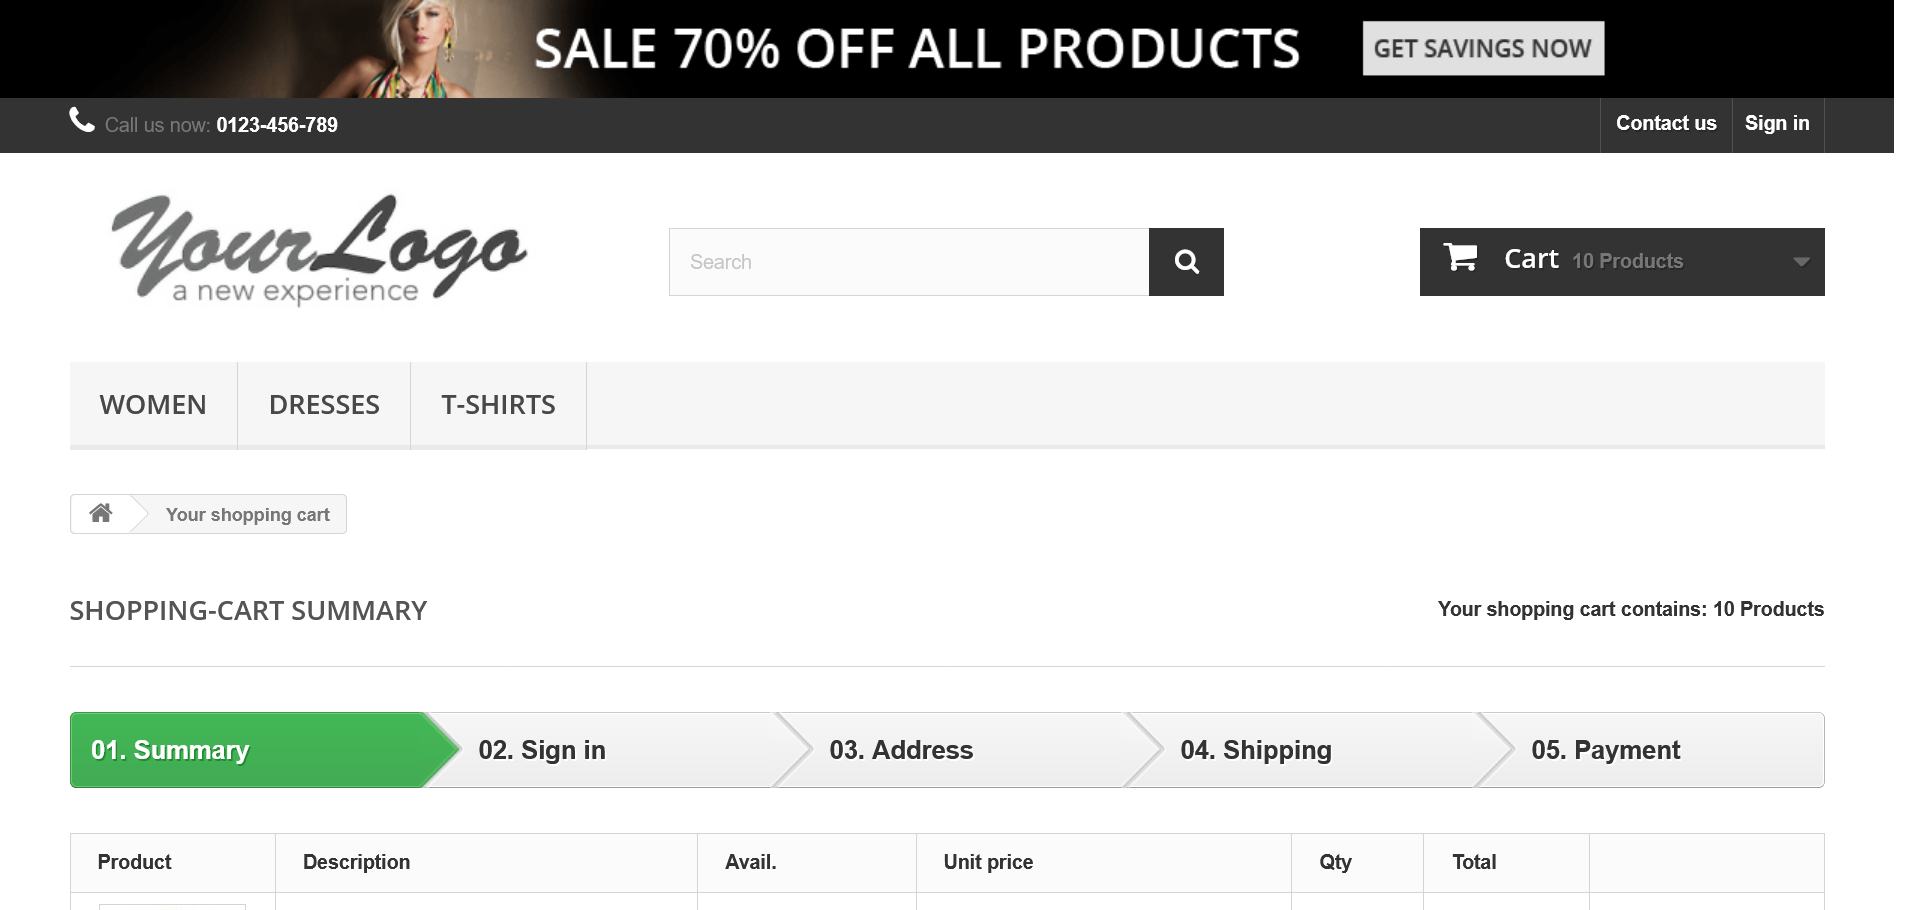 SALE 70% OFF ALL PRODUCTS GET SAVINGS NOW
Call us now: 0123-456-789 Contact us Sign in
YourLogo
a new experience
Search
Cart 10 Products
WOMEN DRESSES T-SHIRTS
Your shopping cart
SHOPPING-CART SUMMARY Your shopping cart contains: 10 Products
01. Summary 02. Sign in 03. Address 04. Shipping 05. Payment
Product Description Avail. Unit price Qty Total